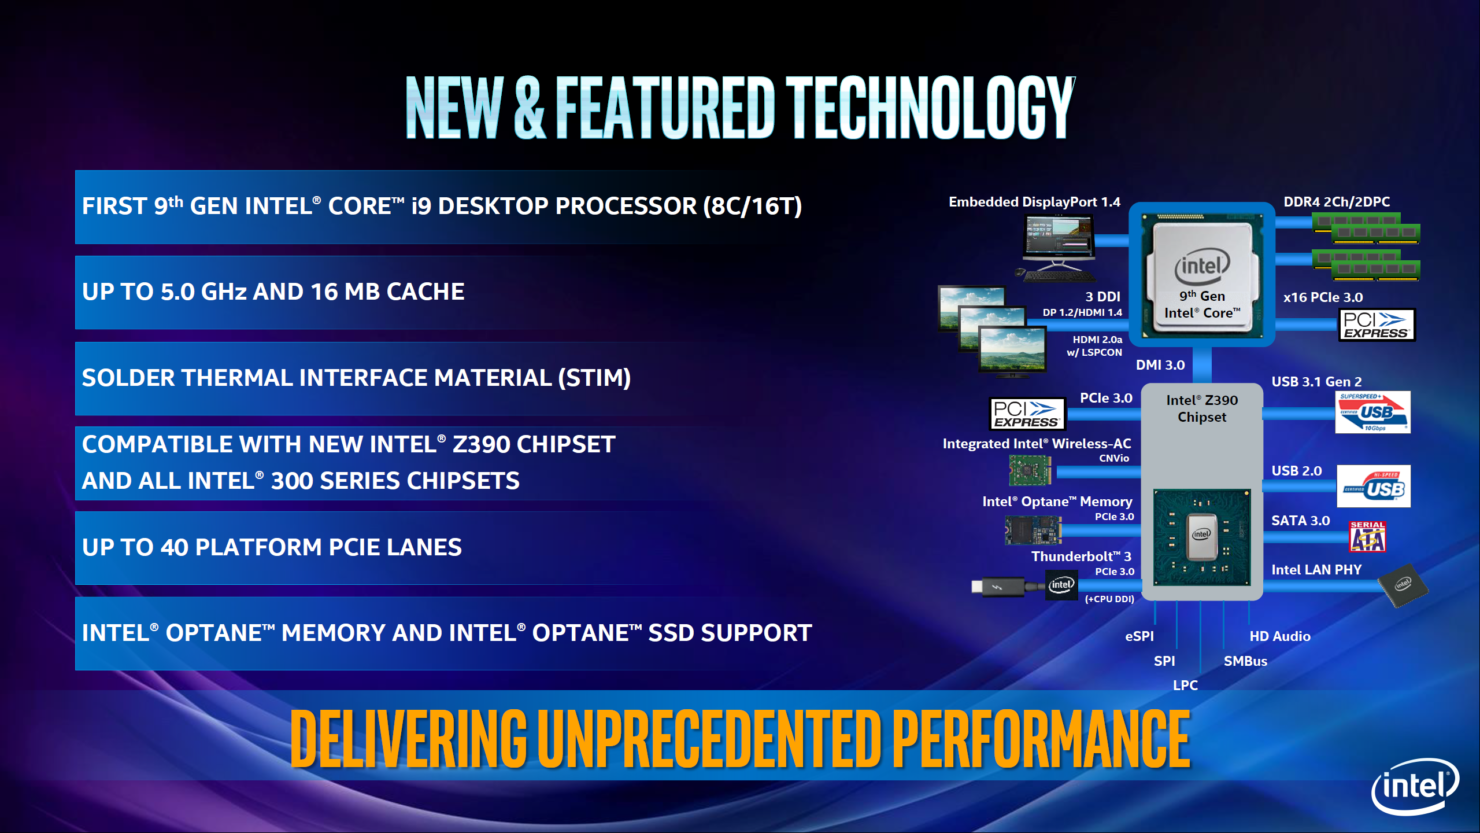 NEW & FEATURED TECHNOLOGY
FIRST 9th GEN INTEL® CORE™ i9 DESKTOP PROCESSOR (8C/16T)
UP TO 5.0 GHz AND 16 MB CACHE
SOLDER THERMAL INTERFACE MATERIAL (STIM)
COMPATIBLE WITH NEW INTEL® Z390 CHIPSET
AND ALL INTEL® 300 SERIES CHIPSETS
UP TO 40 PLATFORM PCIE LANES
INTEL® OPTANE™ MEMORY AND INTEL® OPTANE™ SSD SUPPORT
Embedded DisplayPort 1.4
DDR4 2Ch/2DPC
intel
9th Gen
Intel® Core™
3 DDI
DP 1.2/HDMI 1.4
HDMI 2.0a
w/ LSPCON
x16 PCIe 3.0
PCI
EXPRESS®
DMI 3.0
Intel® Z390
Chipset
PCIe 3.0
PCI
EXPRESS®
USB 3.1 Gen 2
SUPERSPEED+
CERTIFIED USB
10Gbps
Integrated Intel® Wireless-AC
CNVio
USB 2.0
HI-SPEED
CERTIFIED USB
Intel® Optane™ Memory
PCIe 3.0
SATA 3.0
SERIAL
ATA
intel
Thunderbolt™ 3
PCIe 3.0
(+CPU DDI)
intel
Intel LAN PHY
intel
eSPI
SPI
LPC
SMBus
HD Audio
DELIVERING UNPRECEDENTED PERFORMANCE
intel®